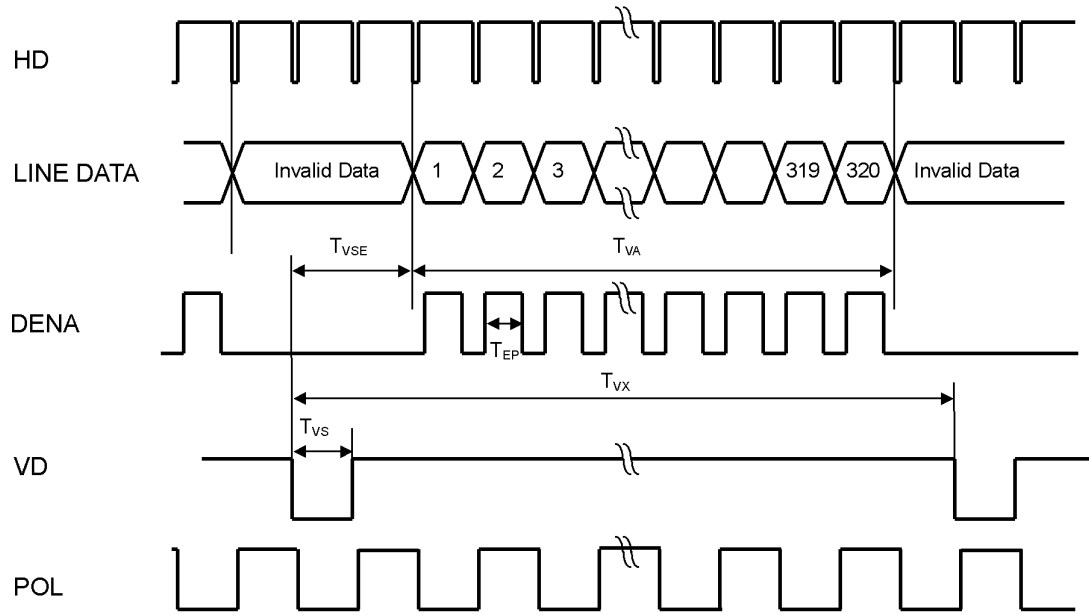 HD
LINE DATA
Invalid Data 1 2 3 319 320 Invalid Data
TVSE TVA
DENA
TEP
TVX
TVS
VD
POL